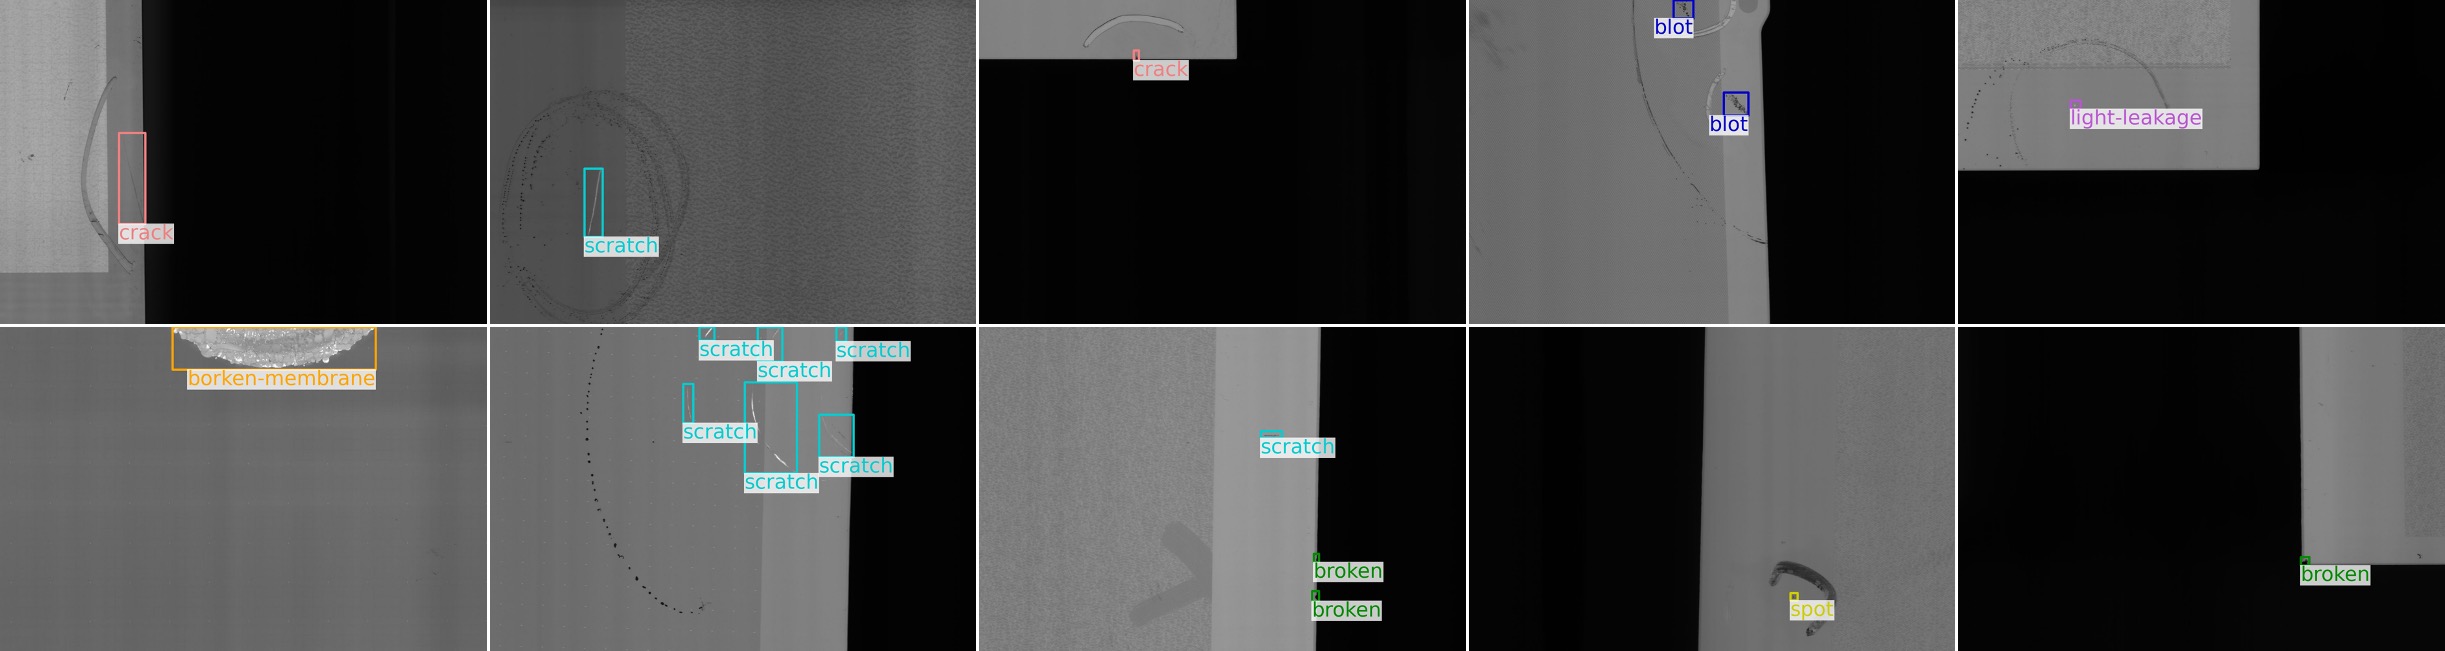 crack
scratch
crack
blot
blot
light-leakage
borken-membrane
scratch
scratch
scratch
scratch
scratch
scratch
scratch
broken
broken
spot
broken